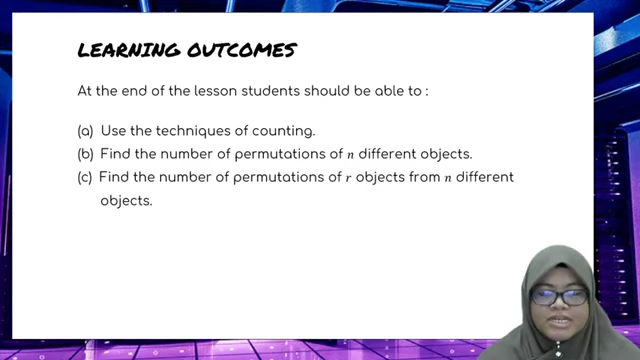 LEARNING OUTCOMES
At the end of the lesson students should be able to :
(a) Use the techniques of counting.
(b) Find the number of permutations of n different objects.
(c) Find the number of permutations of r objects from n different
objects.